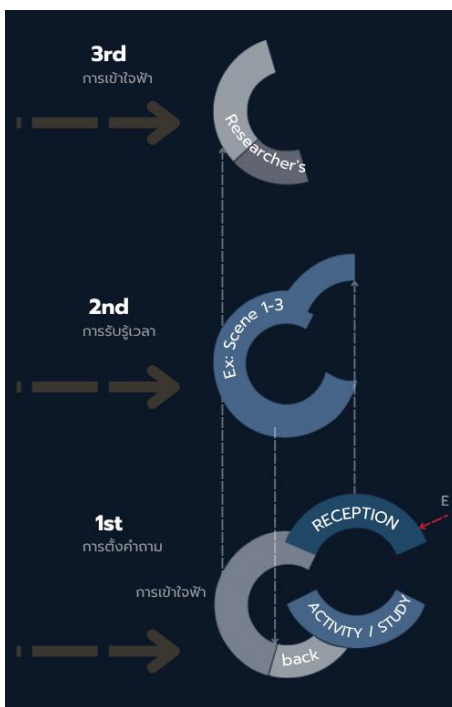 3rd
การเข้าใจฟ้า
Researcher's
2nd
การรับรู้เวลา
Ex: Scene 1-3
E
RECEPTION
1st
การตั้งคำถาม
การเข้าใจฟ้า
ACTIVITY / STUDY
back